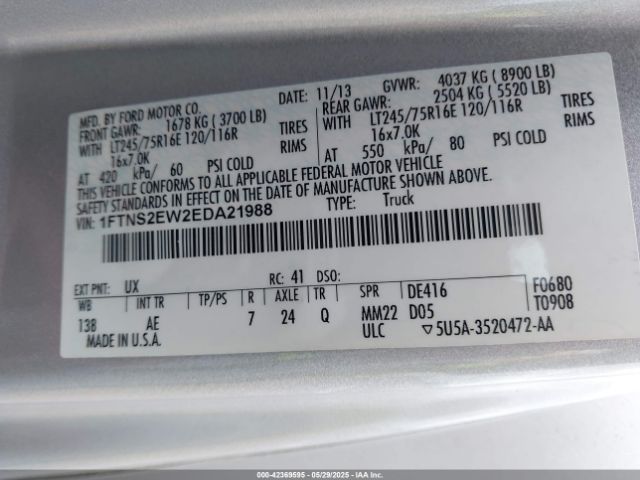 MFD. BY FORD MOTOR CO.
DATE: 11/13
GVWR: 4037 KG ( 8900 LB)
FRONT GAWR: 1678 KG ( 3700 LB)
REAR GAWR: 2504 KG ( 5520 LB)
WITH LT245/75R16E 120/116R TIRES
WITH LT245/75R16E 120/116R TIRES
16x7.0K RIMS
16x7.0K RIMS
AT 420 kPa/ 60 PSI COLD
AT 550 kPa/ 80 PSI COLD
THIS VEHICLE CONFORMS TO ALL APPLICABLE FEDERAL MOTOR VEHICLE
SAFETY STANDARDS IN EFFECT ON THE DATE OF MANUFACTURE SHOWN ABOVE.
VIN: 1FTNS2EW2EDA21988
TYPE: Truck
EXT PNT: UX RC: 41 DSO:
WB INT TR TP/PS R AXLE TR SPR DE416 F0680
138 AE 7 24 Q MM22 D05 T0908
MADE IN U.S.A. ULC ▽5U5A-3520472-AA
000-42369595 - 05/29/2025 - IAAI